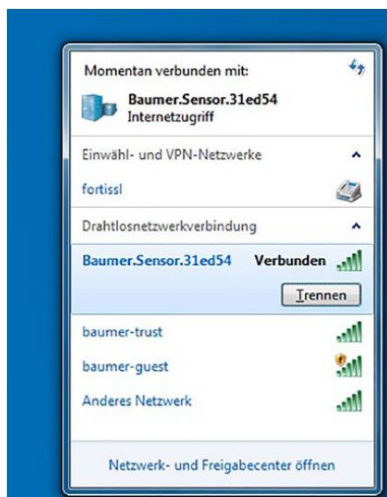 Momentan verbunden mit:
Baumer.Sensor.31ed54
Internetzugriff
Einwähl- und VPN-Netzwerke
fortissl
Drahtlosnetzwerkverbindung
Baumer.Sensor.31ed54 Verbunden
Trennen
baumer-trust
baumer-guest
Anderes Netzwerk
Netzwerk- und Freigabecenter öffnen